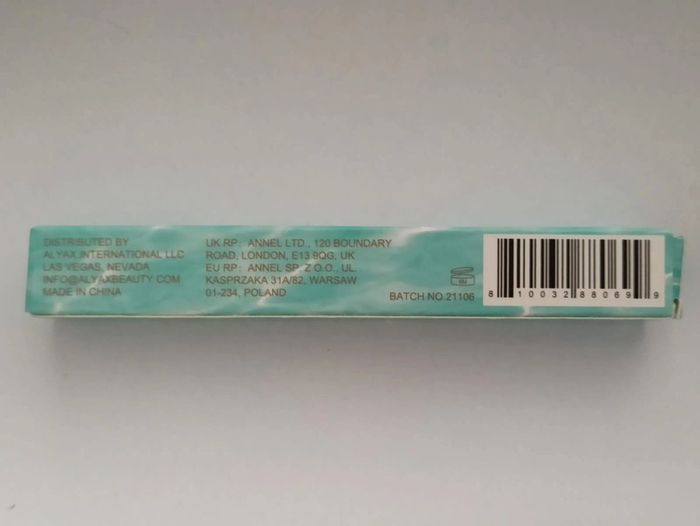 DISTRIBUTED BY
ALYAX INTERNATIONAL LLC
LAS VEGAS, NEVADA
INFO@ALYAXBEAUTY.COM
MADE IN CHINA
UK RP: ANNEL LTD., 120 BOUNDARY
ROAD, LONDON, E13 9QG, UK
EU RP: ANNEL SP. Z O.O., UL.
KASPRZAKA 31A/82, WARSAW
01-234, POLAND
BATCH NO.21106
8 10032 88069 9